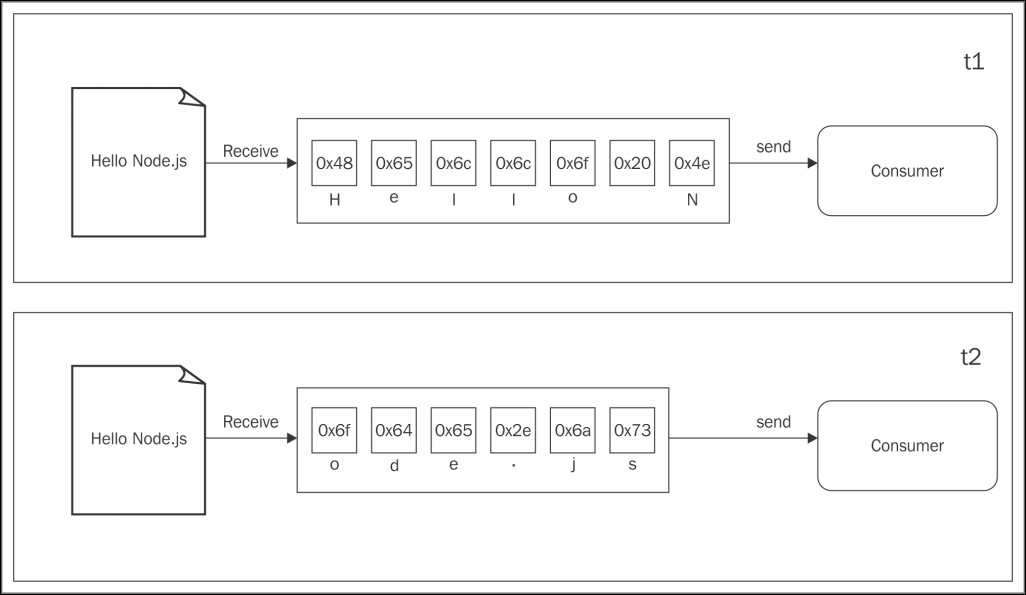 t1
Hello Node.js
Receive
0x48 0x65 0x6c 0x6c 0x6f 0x20 0x4e
H e l l o N
send
Consumer
t2
Hello Node.js
Receive
0x6f 0x64 0x65 0x2e 0x6a 0x73
o d e . j s
send
Consumer